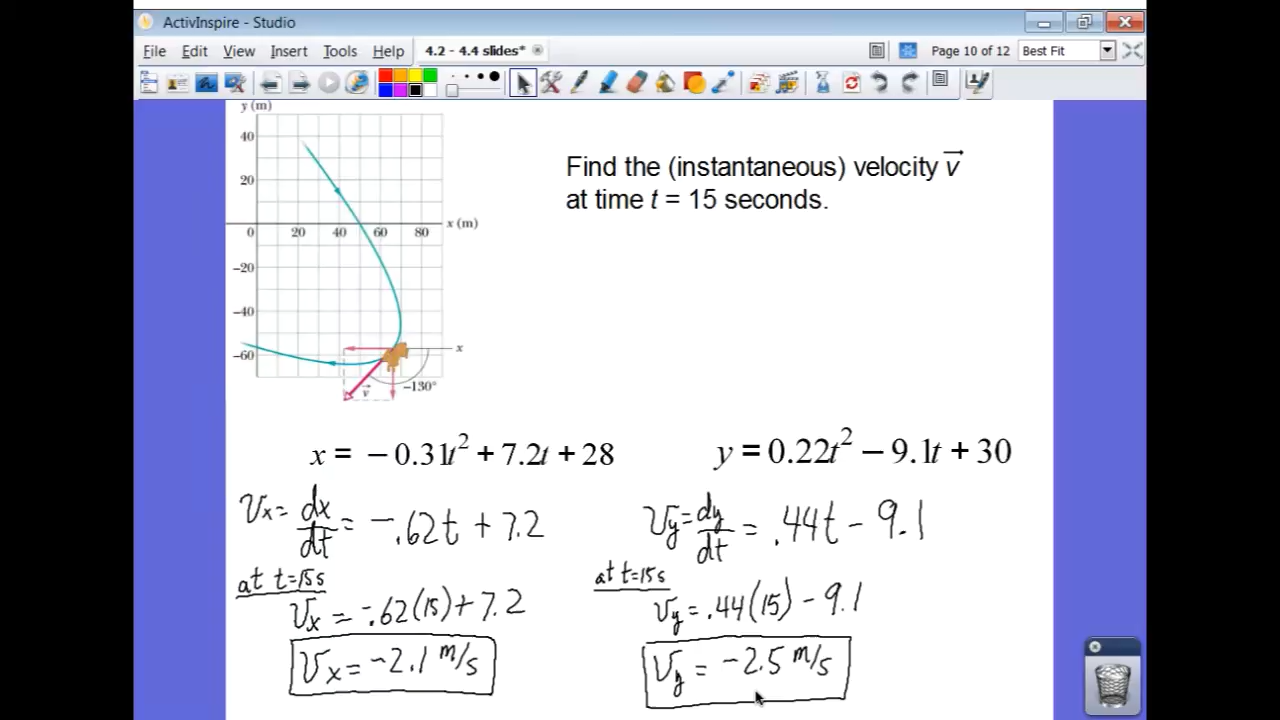 ActivInspire - Studio
File Edit View Insert Tools Help 4.2 - 4.4 slides* Page 10 of 12 Best Fit
y (m)
40
20
x (m)
0 20 40 60 80
−20
−40
−60
x
−130°
v⃗
Find the (instantaneous) velocity v⃗
at time t = 15 seconds.
x = −0.31t² + 7.2t + 28
y = 0.22t² − 9.1t + 30
Vx = dx/dt = −.62t + 7.2
Vy = dy/dt = .44t − 9.1
at t=15s
Vx = −.62(15) + 7.2
Vx = −2.1 m/s
at t=15s
Vy = .44(15) − 9.1
Vy = −2.5 m/s